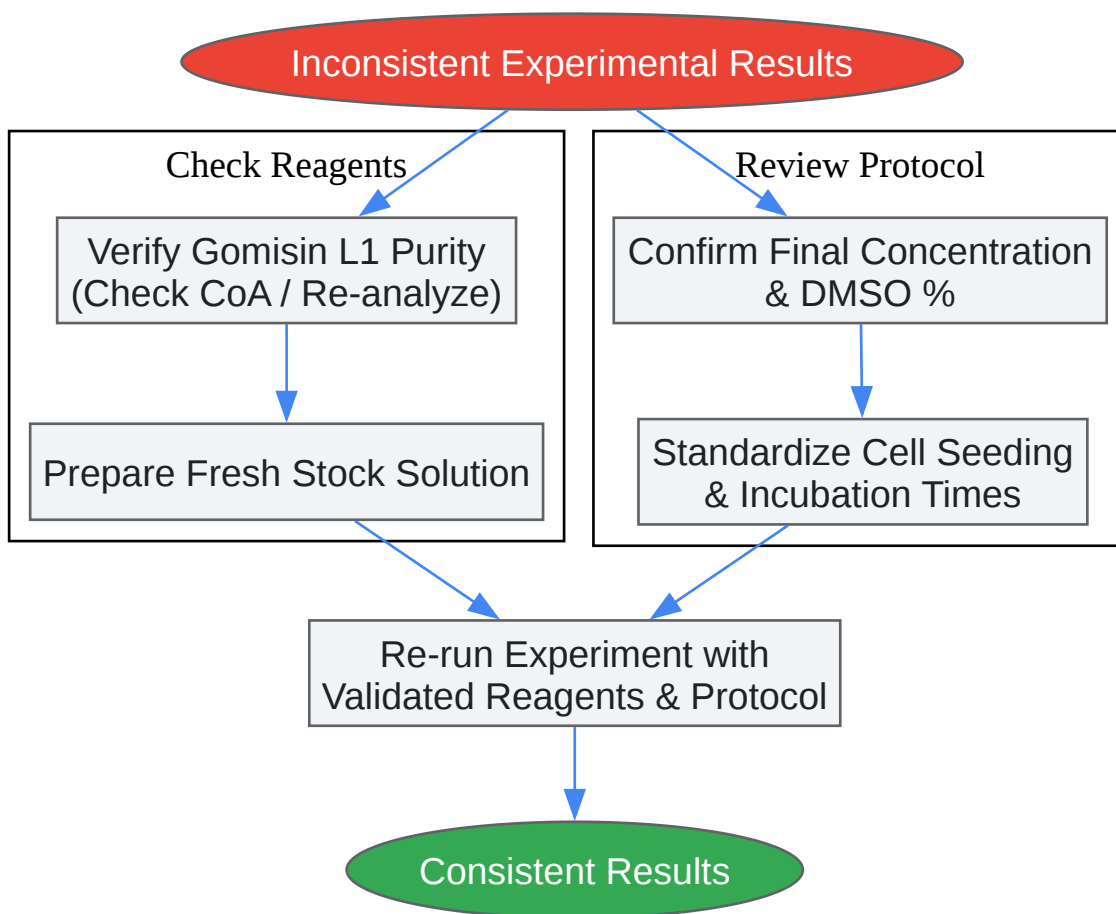 Inconsistent Experimental Results
Check Reagents
Verify Gomisin L1 Purity
(Check CoA / Re-analyze)
Prepare Fresh Stock Solution
Review Protocol
Confirm Final Concentration
& DMSO %
Standardize Cell Seeding
& Incubation Times
Re-run Experiment with
Validated Reagents & Protocol
Consistent Results